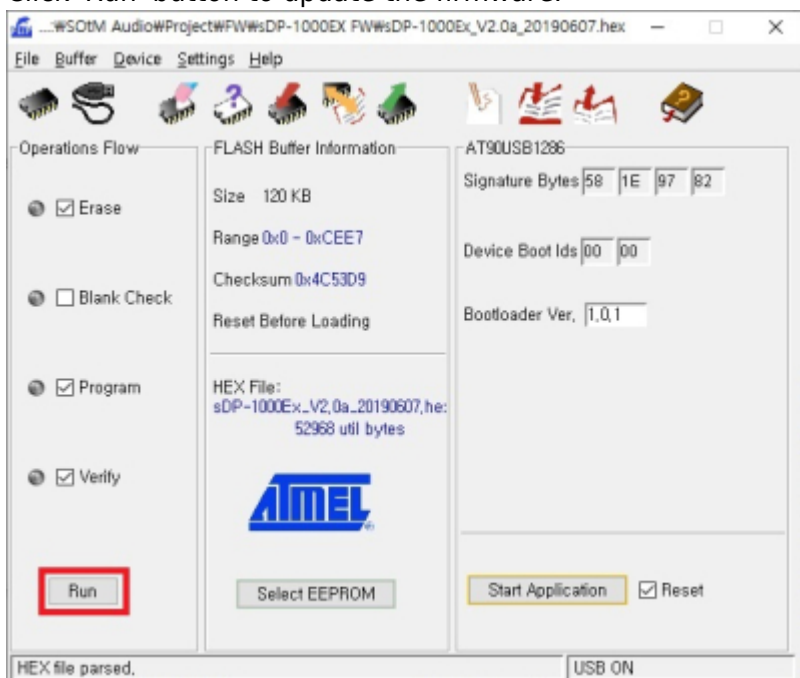 Click 'Run' button to update the firmware.
...:₩SOtM Audio₩Project₩FW₩sDP-1000EX FW₩sDP-1000Ex_V2.0a_20190607.hex
File Buffer Device Settings Help
Operations Flow
Erase
Blank Check
Program
Verify
Run
FLASH Buffer Information
Size 120 KB
Range 0x0 - 0xCEE7
Checksum 0x4C53D9
Reset Before Loading
HEX File:
sDP-1000Ex_V2,0a_20190607,he:
52968 util bytes
ATMEL
Select EEPROM
AT90USB1286
Signature Bytes 58 1E 97 82
Device Boot Ids 00 00
Bootloader Ver, 1,0,1
Start Application Reset
HEX file parsed,
USB ON